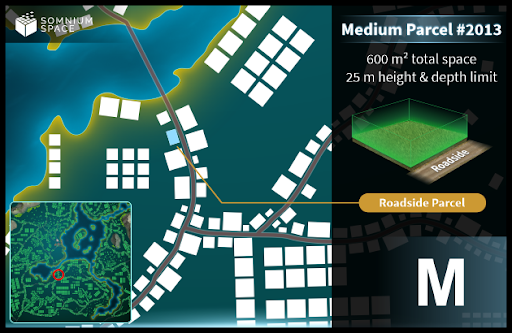 SOMNIUM
SPACE
Medium Parcel #2013
600 m² total space
25 m height & depth limit
Roadside
Roadside Parcel
M